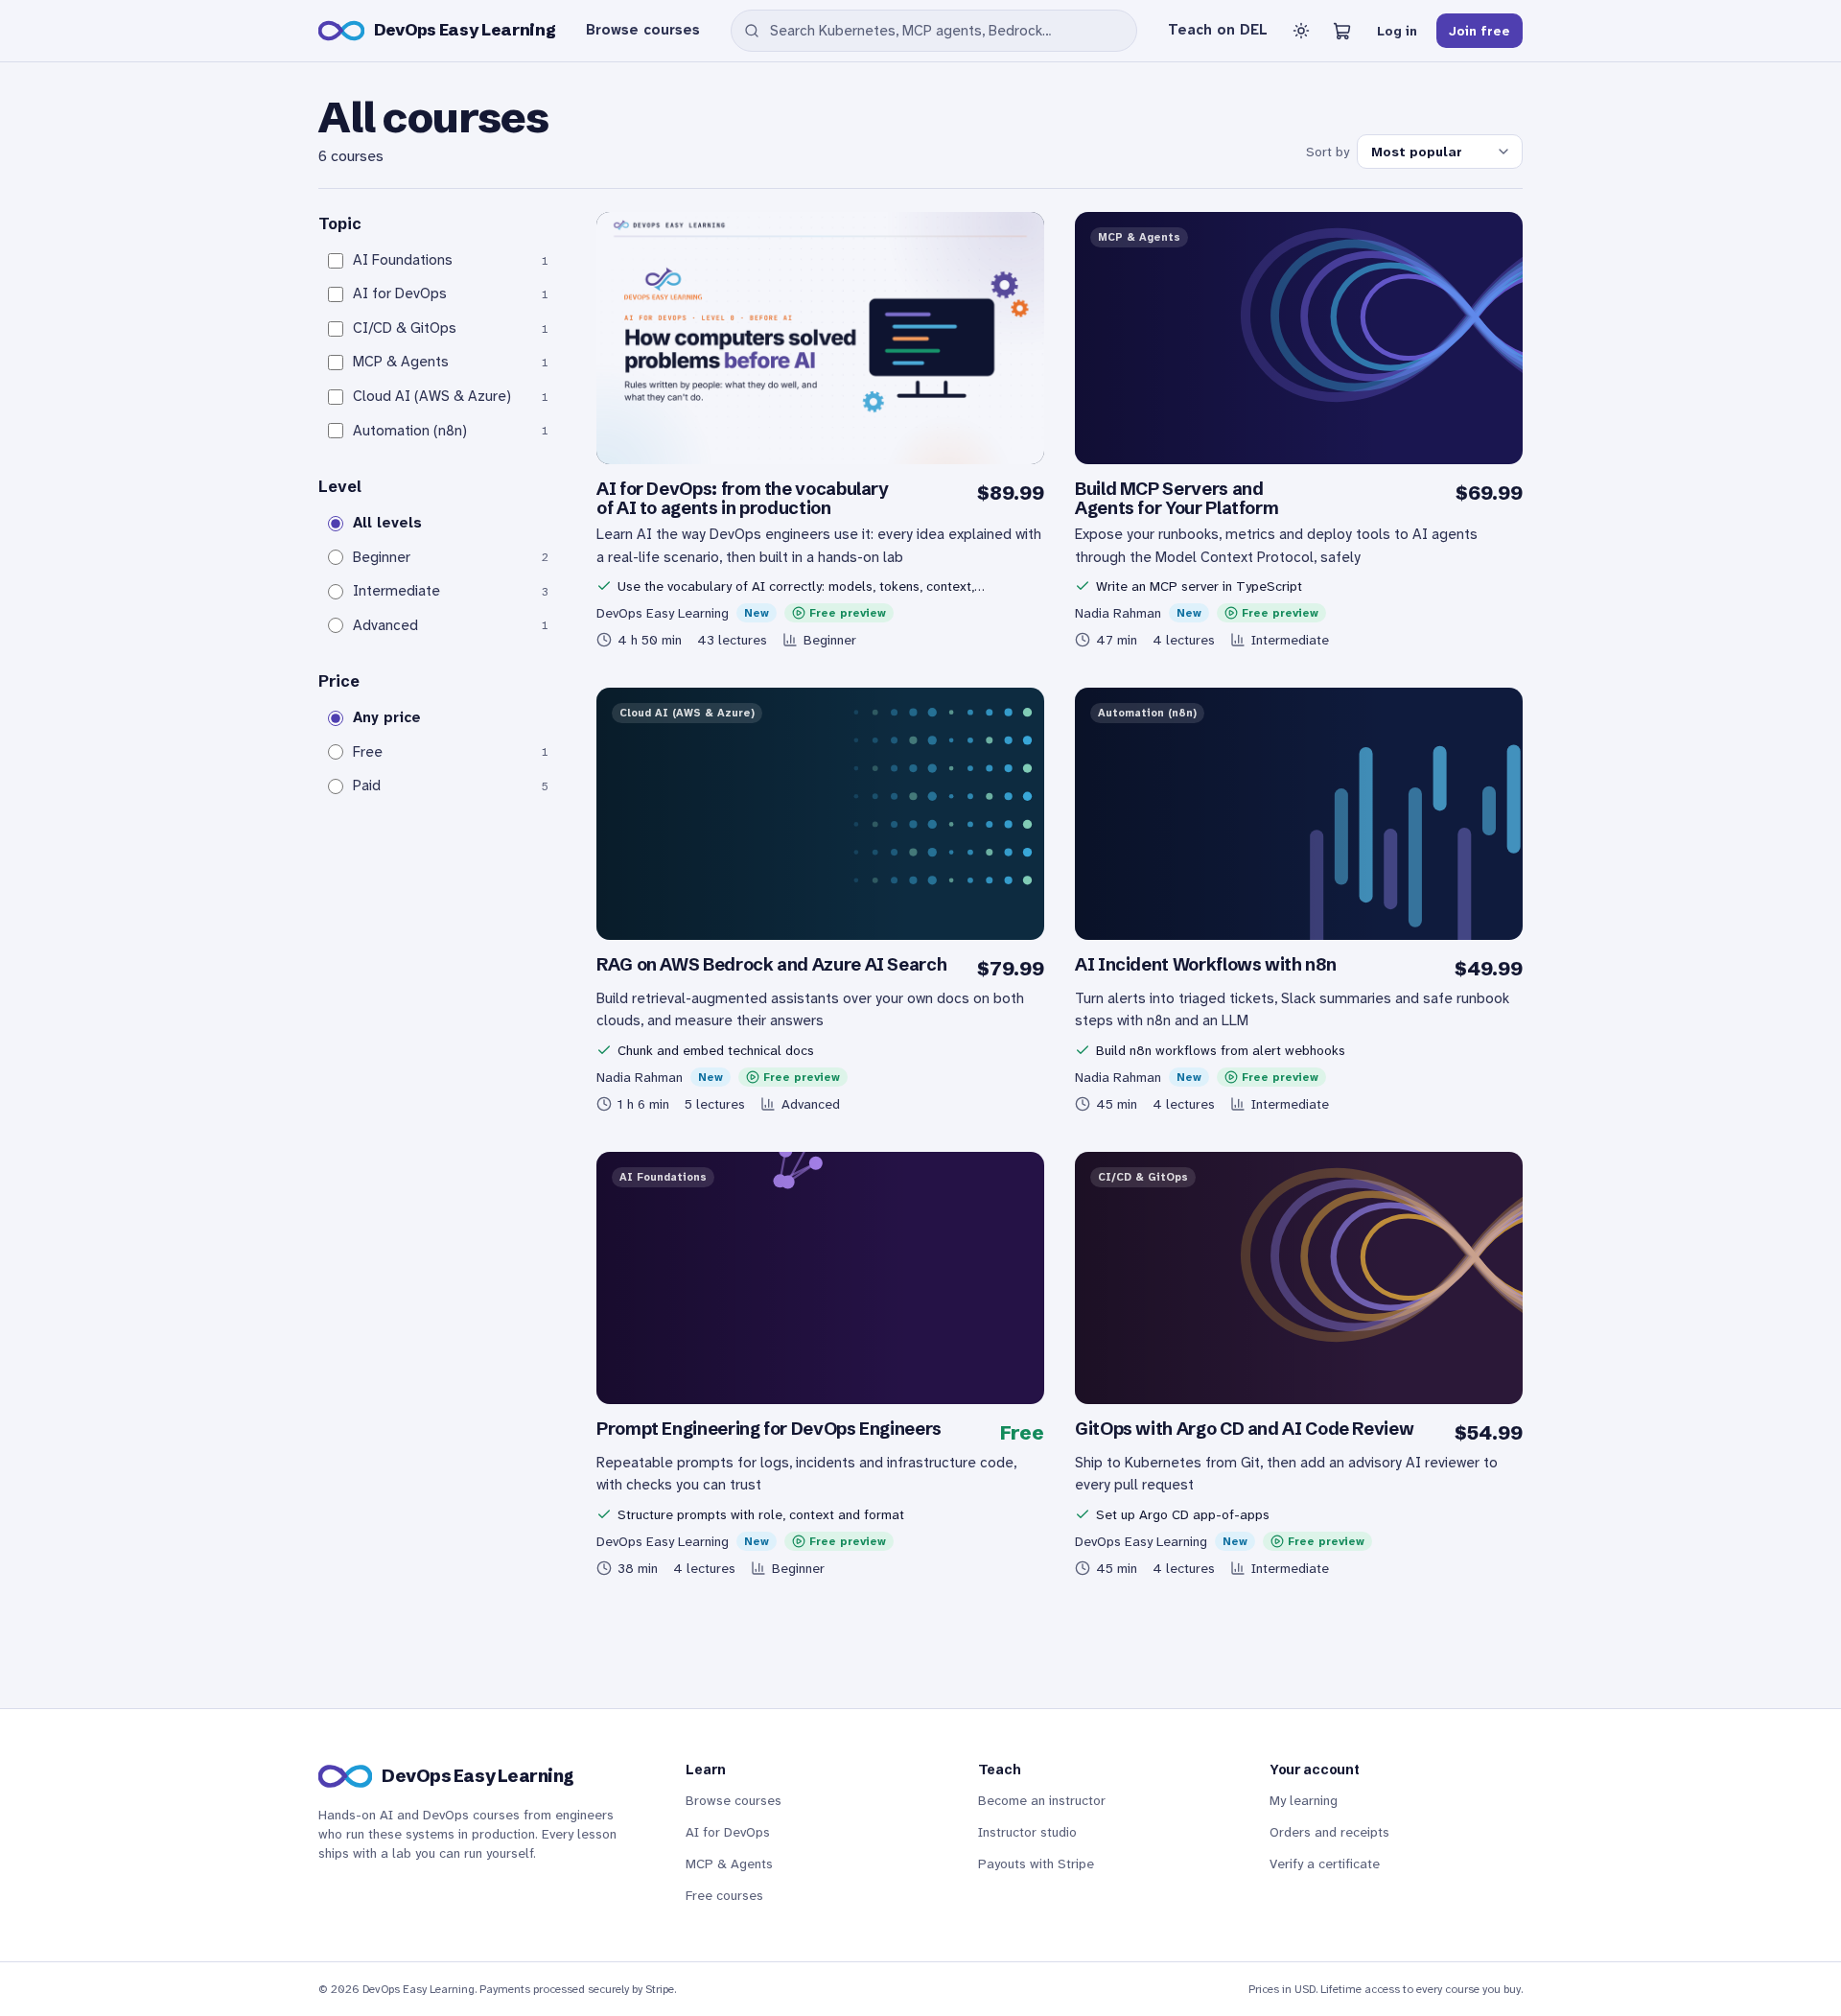 DevOps Easy Learning
Browse courses
Search Kubernetes, MCP agents, Bedrock...
Teach on DEL
Log in
Join free
All courses
6 courses
Sort by
Most popular
Topic
AI Foundations 1
AI for DevOps 1
CI/CD & GitOps 1
MCP & Agents 1
Cloud AI (AWS & Azure) 1
Automation (n8n) 1
Level
All levels
Beginner 2
Intermediate 3
Advanced 1
Price
Any price
Free 1
Paid 5
DEVOPS EASY LEARNING
DEVOPS EASY LEARNING
AI FOR DEVOPS · LEVEL 0 · BEFORE AI
How computers solved
problems before AI
Rules written by people: what they do well, and
what they can't do.
AI for DevOps: from the vocabulary
of AI to agents in production
$89.99
Learn AI the way DevOps engineers use it: every idea explained with
a real-life scenario, then built in a hands-on lab
Use the vocabulary of AI correctly: models, tokens, context,...
DevOps Easy Learning New Free preview
4 h 50 min 43 lectures Beginner
MCP & Agents
Build MCP Servers and
Agents for Your Platform
$69.99
Expose your runbooks, metrics and deploy tools to AI agents
through the Model Context Protocol, safely
Write an MCP server in TypeScript
Nadia Rahman New Free preview
47 min 4 lectures Intermediate
Cloud AI (AWS & Azure)
RAG on AWS Bedrock and Azure AI Search
$79.99
Build retrieval-augmented assistants over your own docs on both
clouds, and measure their answers
Chunk and embed technical docs
Nadia Rahman New Free preview
1 h 6 min 5 lectures Advanced
Automation (n8n)
AI Incident Workflows with n8n
$49.99
Turn alerts into triaged tickets, Slack summaries and safe runbook
steps with n8n and an LLM
Build n8n workflows from alert webhooks
Nadia Rahman New Free preview
45 min 4 lectures Intermediate
AI Foundations
Prompt Engineering for DevOps Engineers
Free
Repeatable prompts for logs, incidents and infrastructure code,
with checks you can trust
Structure prompts with role, context and format
DevOps Easy Learning New Free preview
38 min 4 lectures Beginner
CI/CD & GitOps
GitOps with Argo CD and AI Code Review
$54.99
Ship to Kubernetes from Git, then add an advisory AI reviewer to
every pull request
Set up Argo CD app-of-apps
DevOps Easy Learning New Free preview
45 min 4 lectures Intermediate
DevOps Easy Learning
Hands-on AI and DevOps courses from engineers
who run these systems in production. Every lesson
ships with a lab you can run yourself.
Learn
Browse courses
AI for DevOps
MCP & Agents
Free courses
Teach
Become an instructor
Instructor studio
Payouts with Stripe
Your account
My learning
Orders and receipts
Verify a certificate
© 2026 DevOps Easy Learning. Payments processed securely by Stripe.
Prices in USD. Lifetime access to every course you buy.